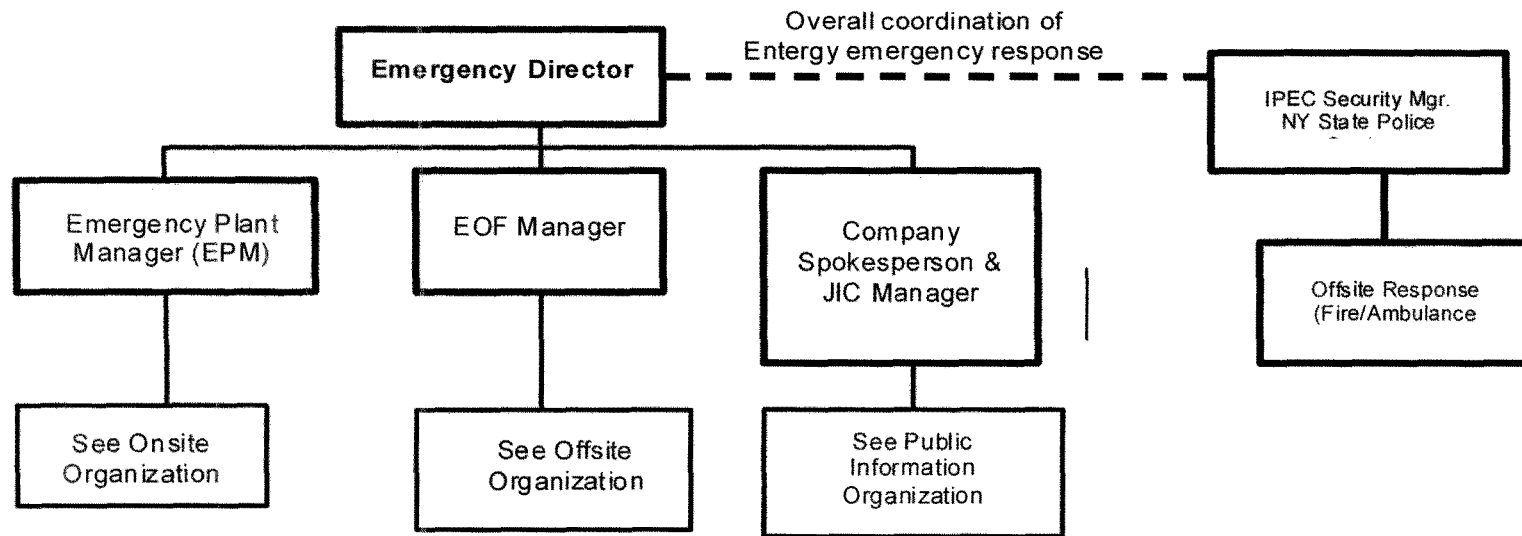 Overall coordination of
Entergy emergency response
Emergency Director
IPEC Security Mgr.
NY State Police
Emergency Plant
Manager (EPM)
EOF Manager
Company
Spokesperson &
JIC Manager
Offsite Response
(Fire/Ambulance
See Onsite
Organization
See Offsite
Organization
See Public
Information
Organization